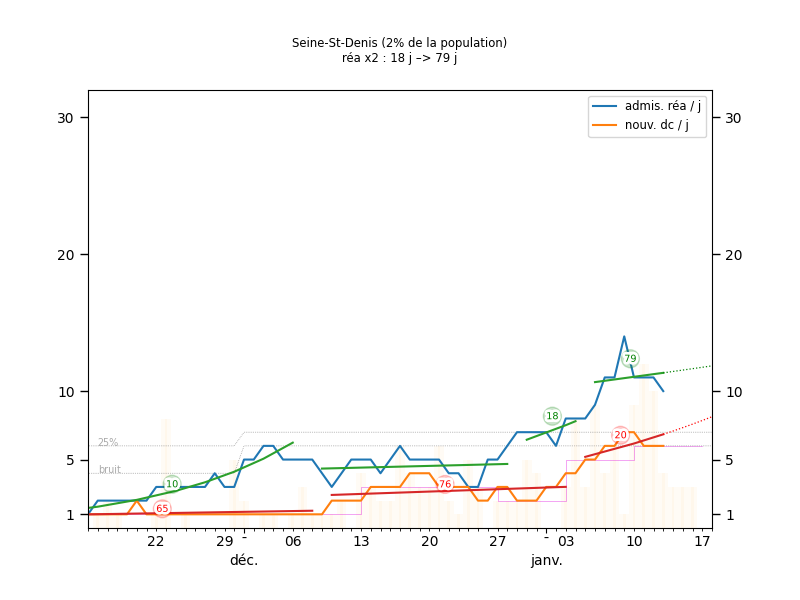 Seine-St-Denis (2% de la population)
réa x2 : 18 j –> 79 j
admis. réa / j
nouv. dc / j
30 30
20 20
10 10
5 5
1 1
25%
bruit
10
65
76
18
79
20
22 29 - 06 13 20 27 - 03 10 17
déc. janv.